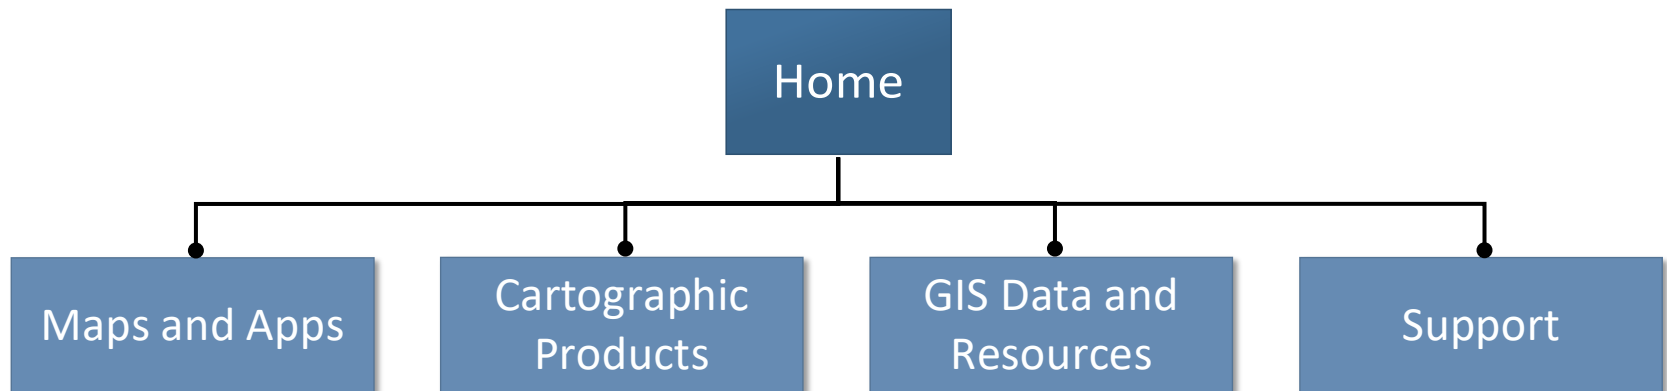 Home
Maps and Apps
Cartographic
Products
GIS Data and
Resources
Support